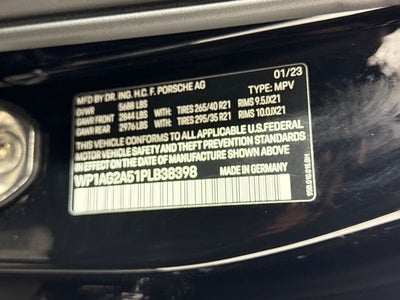 01/23
MFD BY DR. ING. H.C. F. PORSCHE AG
TYPE: MPV
GVWR 5688 LBS
GAWR FRONT 2844 LBS WITH: TIRES 265/40 R21 RIMS 9.5JX21
GAWR REAR 2976 LBS WITH: TIRES 295/35 R21 RIMS 10.0JX21
THIS VEHICLE CONFORMS TO ALL APPLICABLE U.S. FEDERAL
MOTOR VEHICLE SAFETY AND THEFT PREVENTION STANDARDS
IN EFFECT ON THE DATE OF MANUFACTURE SHOWN ABOVE.
WP1AG2A51PLB38398